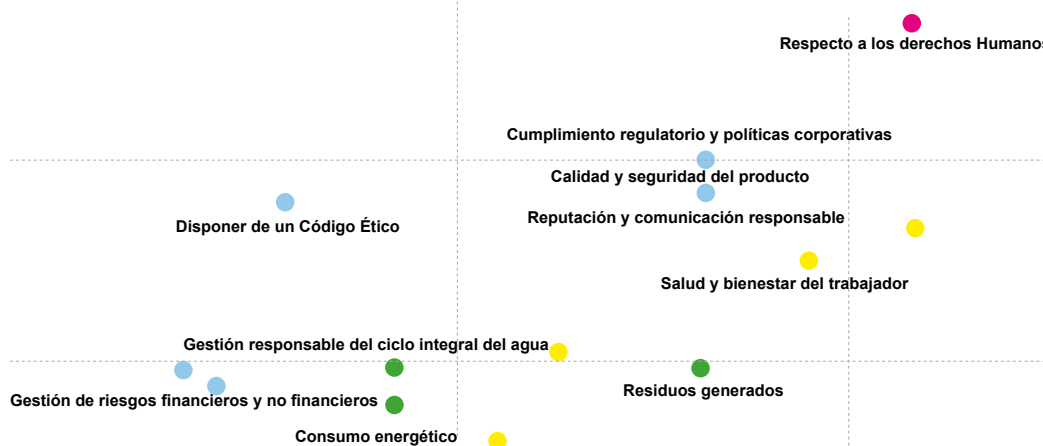 Respecto a los derechos Humanos
Cumplimiento regulatorio y políticas corporativas
Calidad y seguridad del producto
Reputación y comunicación responsable
Disponer de un Código Ético
Salud y bienestar del trabajador
Gestión responsable del ciclo integral del agua
Residuos generados
Gestión de riesgos financieros y no financieros
Consumo energético